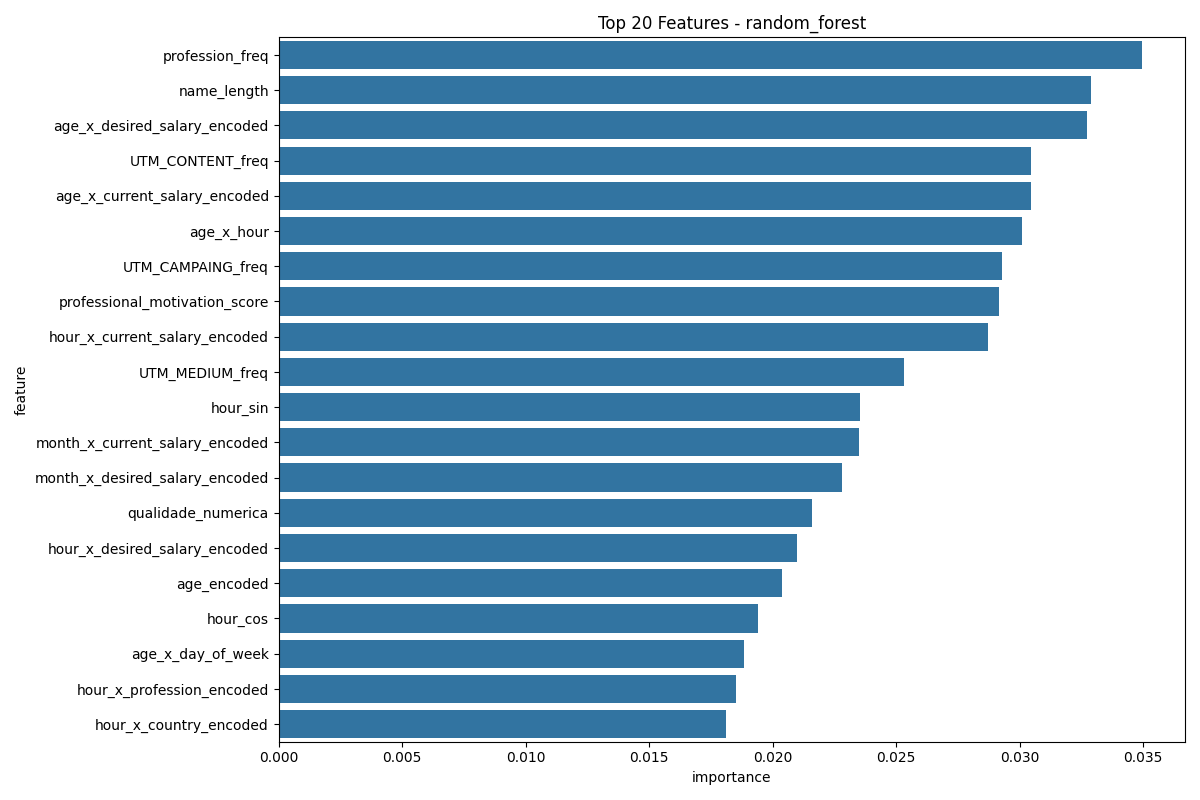 Top 20 Features - random_forest
feature
profession_freq
name_length
age_x_desired_salary_encoded
UTM_CONTENT_freq
age_x_current_salary_encoded
age_x_hour
UTM_CAMPAING_freq
professional_motivation_score
hour_x_current_salary_encoded
UTM_MEDIUM_freq
hour_sin
month_x_current_salary_encoded
month_x_desired_salary_encoded
qualidade_numerica
hour_x_desired_salary_encoded
age_encoded
hour_cos
age_x_day_of_week
hour_x_profession_encoded
hour_x_country_encoded
0.000 0.005 0.010 0.015 0.020 0.025 0.030 0.035
importance